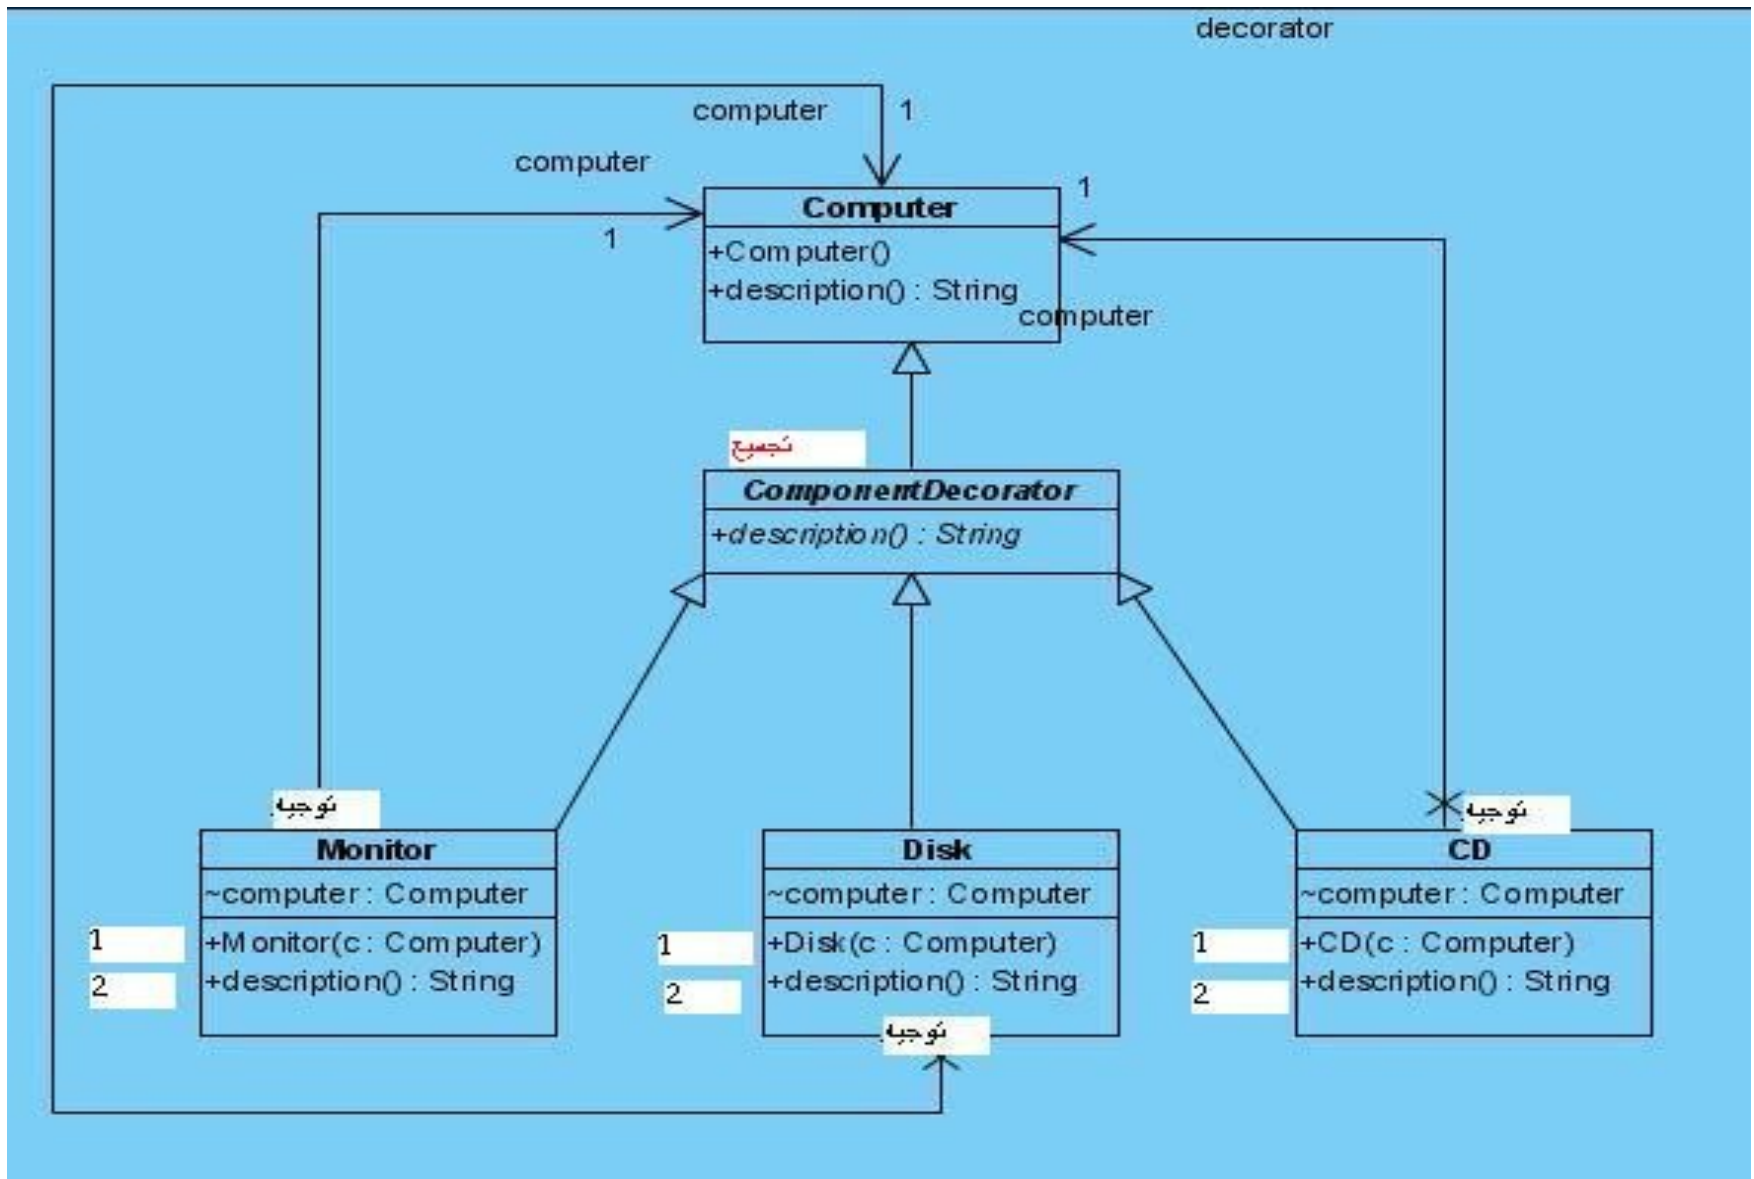 decorator
computer
1
computer
1
1
Computer
+Computer()
+description() : String
computer
تجميع
ComponentDecorator
+description() : String
توجيه
توجيه
Monitor
~computer : Computer
1
+Monitor(c : Computer)
2
+description() : String
Disk
~computer : Computer
1
+Disk(c : Computer)
2
+description() : String
توجيه
CD
~computer : Computer
1
+CD(c : Computer)
2
+description() : String